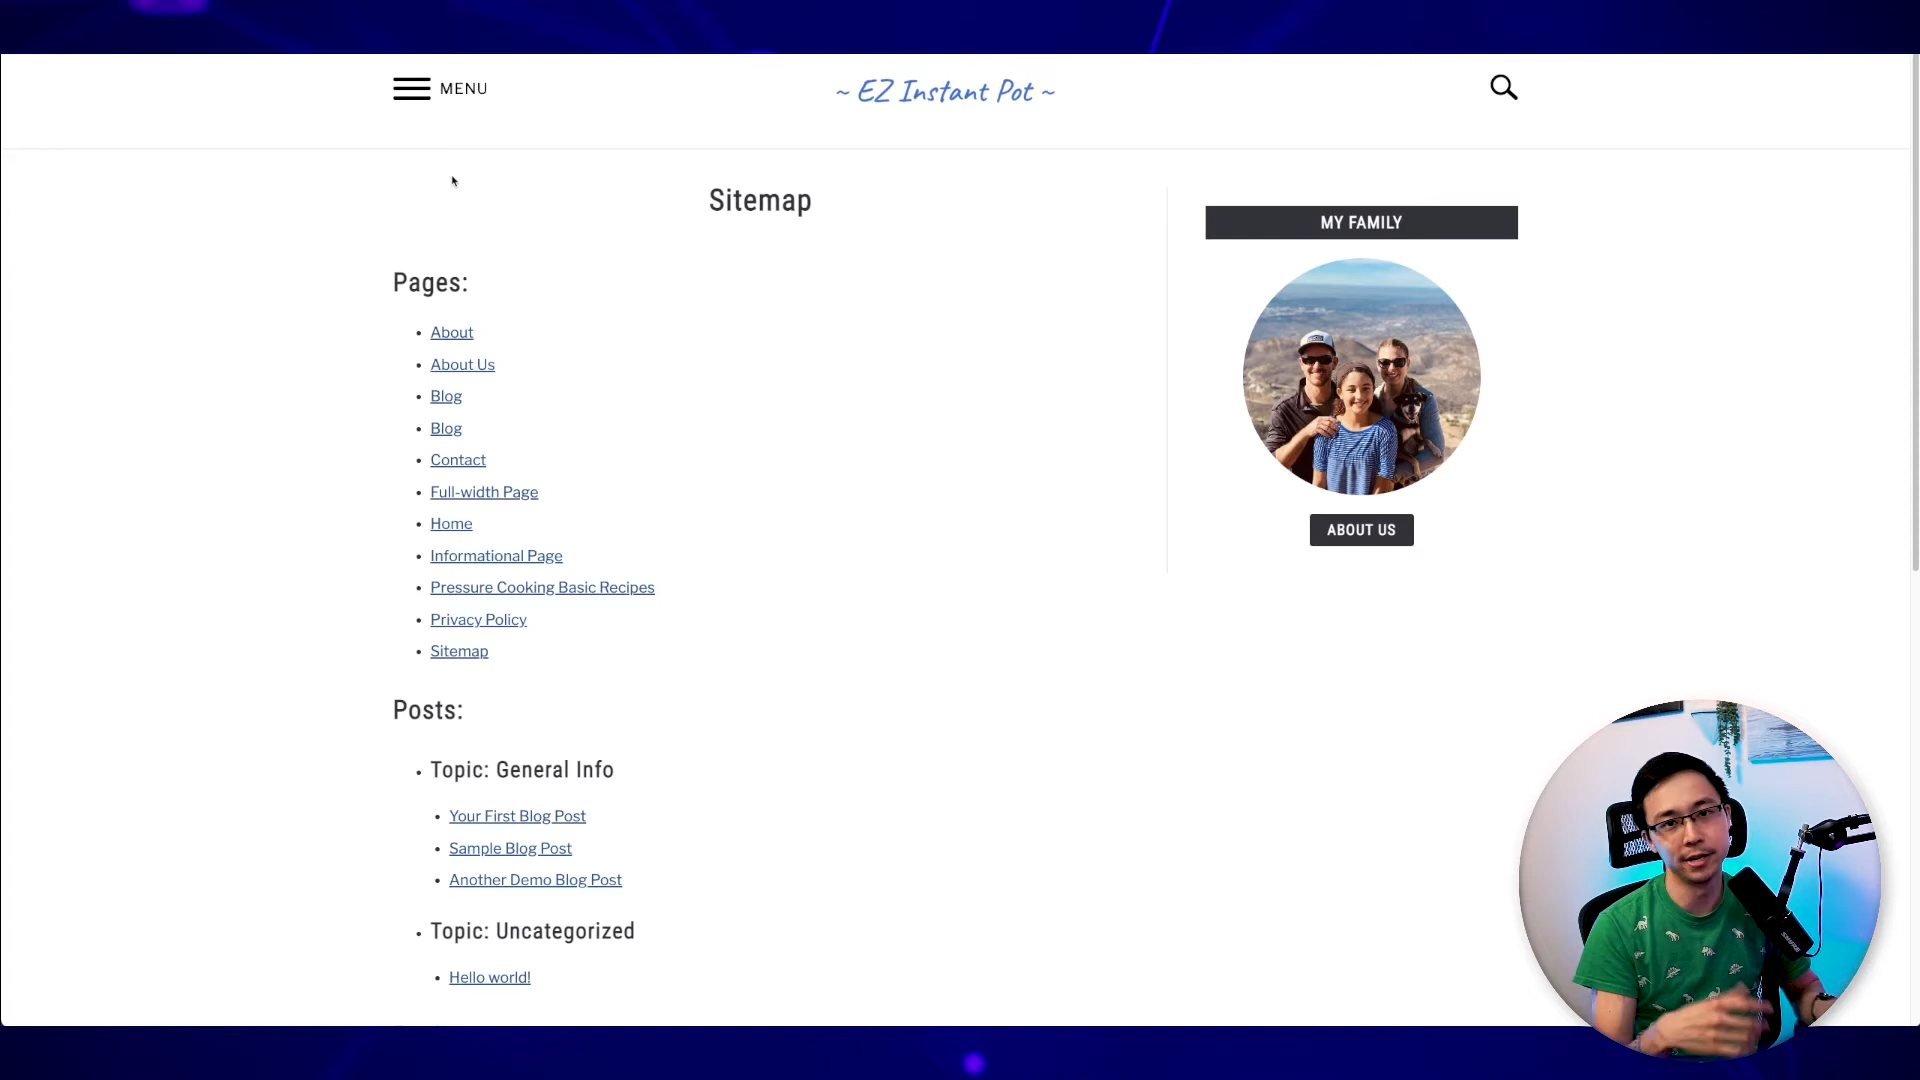 MENU
~ EZ Instant Pot ~
Sitemap
Pages:
About
About Us
Blog
Blog
Contact
Full-width Page
Home
Informational Page
Pressure Cooking Basic Recipes
Privacy Policy
Sitemap
Posts:
Topic: General Info
Your First Blog Post
Sample Blog Post
Another Demo Blog Post
Topic: Uncategorized
Hello world!
MY FAMILY
ABOUT US
SHURE